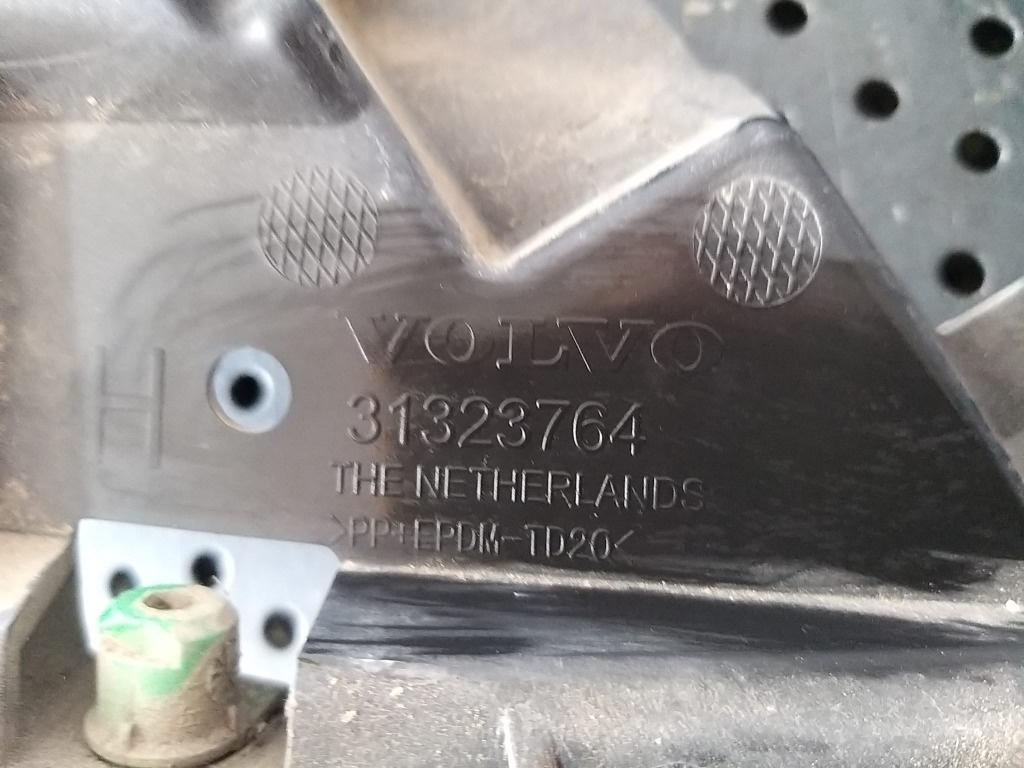 VOLVO
31323764
THE NETHERLANDS
>PP+EPDM-TD20<